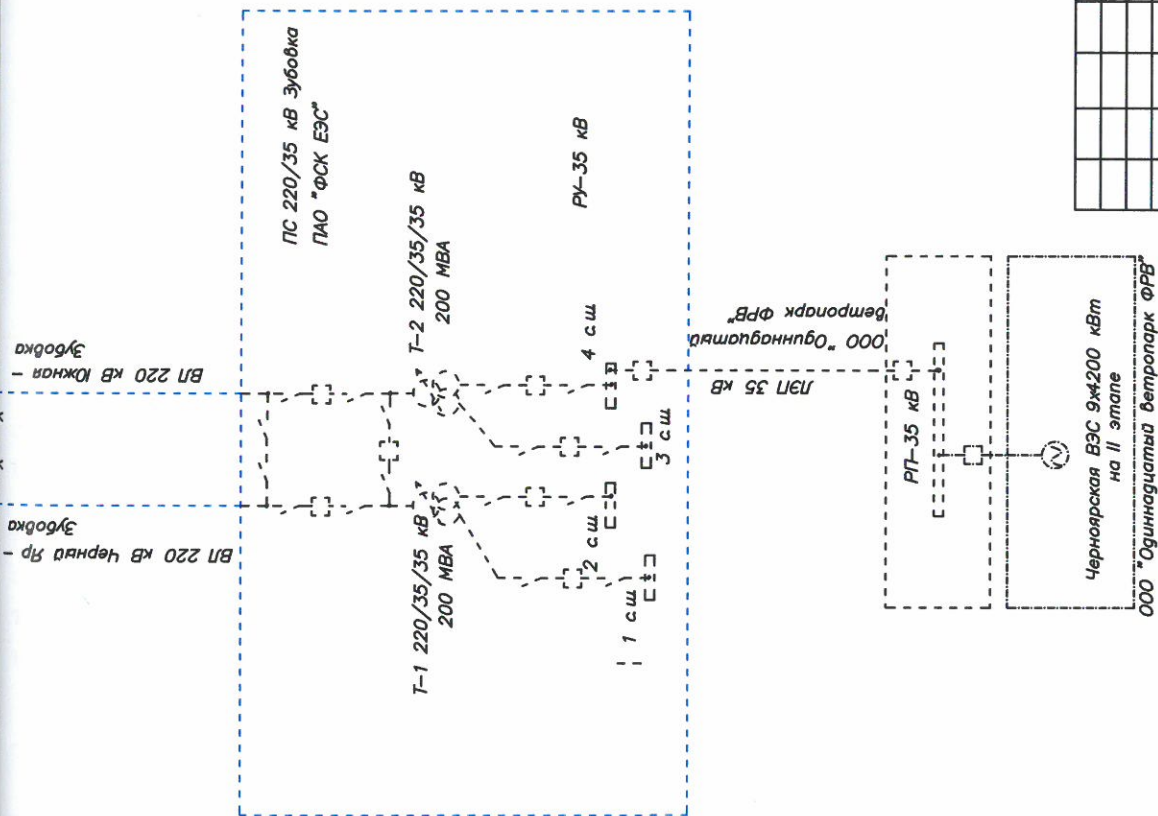 ВЛ 220 кВ Черный Яр -
Зубовка
ВЛ 220 кВ Южная -
Зубовка
ПС 220/35 кВ Зубовка
ПАО "ФСК ЕЭС"
Т-1 220/35/35 кВ
200 МВА
Т-2 220/35/35 кВ
200 МВА
РУ-35 кВ
1 с.ш
2 с.ш
3 с.ш
4 с.ш
ЛЭП 35 кВ
ООО "Одиннадцатый
ветропарк ФРВ"
РП-35 кВ
Черноярская ВЭС 9х4200 кВт
на II этапе
ООО "Одиннадцатый ветропарк ФРВ"